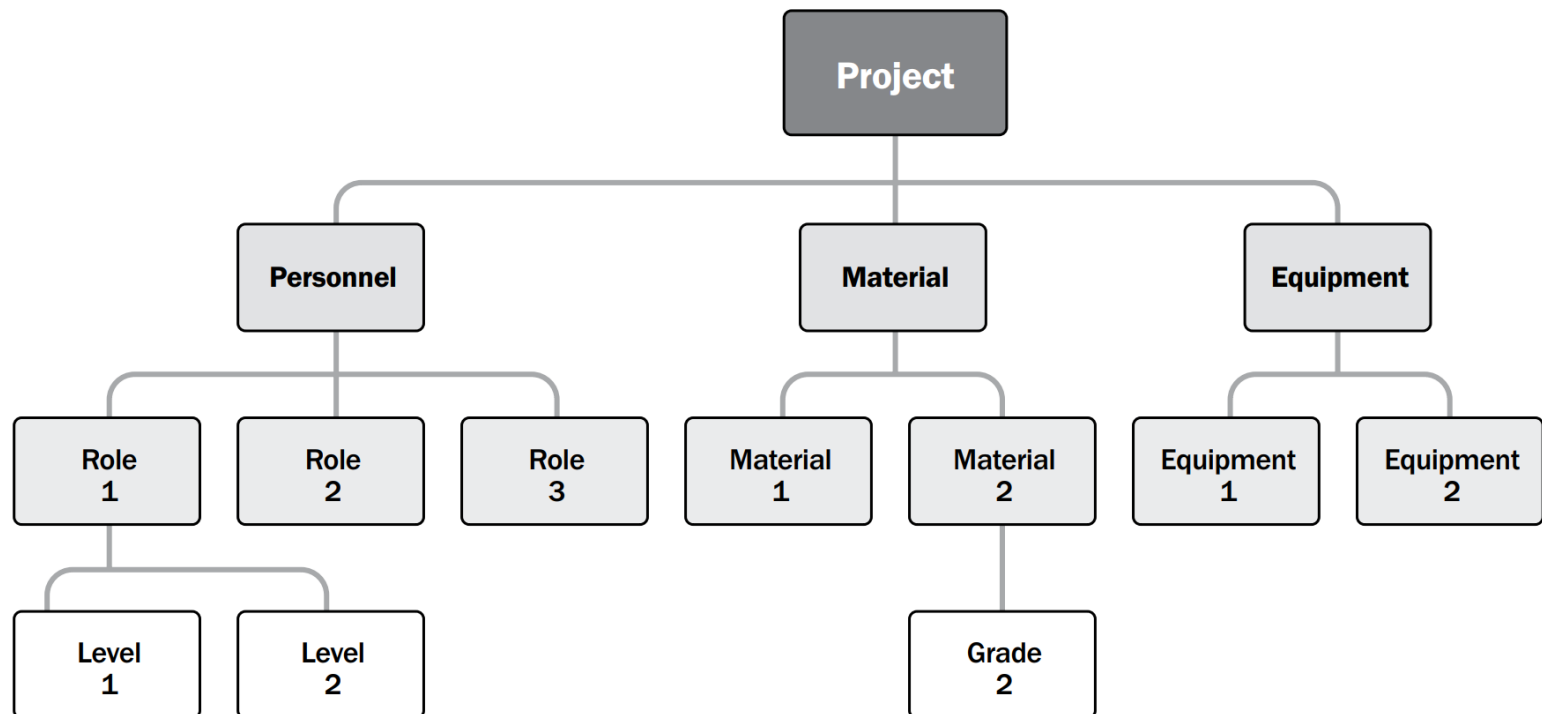 Project
Personnel
Material
Equipment
Role
1
Role
2
Role
3
Material
1
Material
2
Equipment
1
Equipment
2
Level
1
Level
2
Grade
2